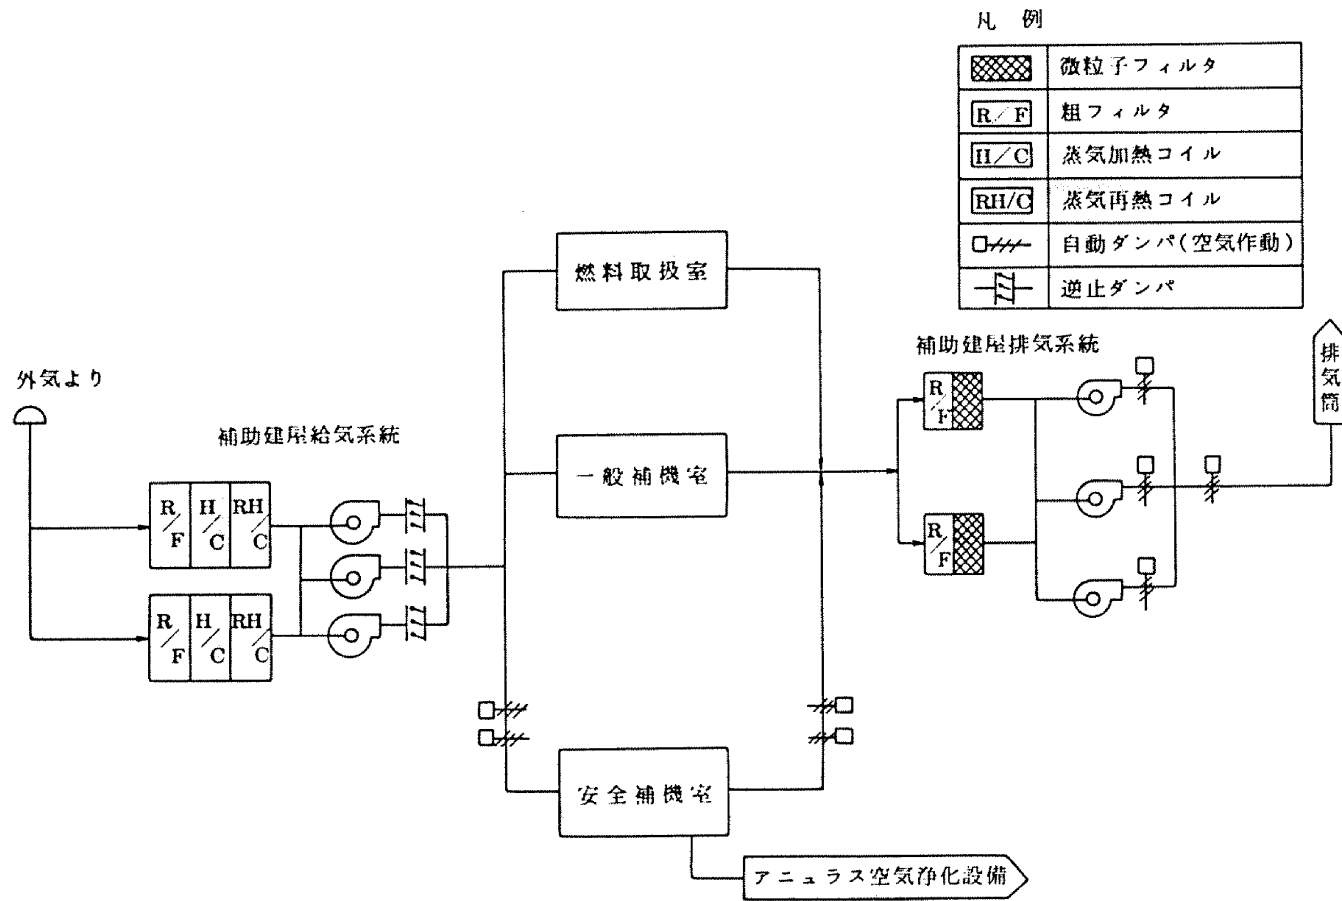 凡 例
微粒子フィルタ
R/F 粗フィルタ
H/C 蒸気加熱コイル
RH/C 蒸気再熱コイル
自動ダンパ(空気作動)
逆止ダンパ
外気より
補助建屋給気系統
R/F H/C RH/C
R/F H/C RH/C
燃料取扱室
一般補機室
安全補機室
アニュラス空気浄化設備
補助建屋排気系統
R/F
R/F
排気筒